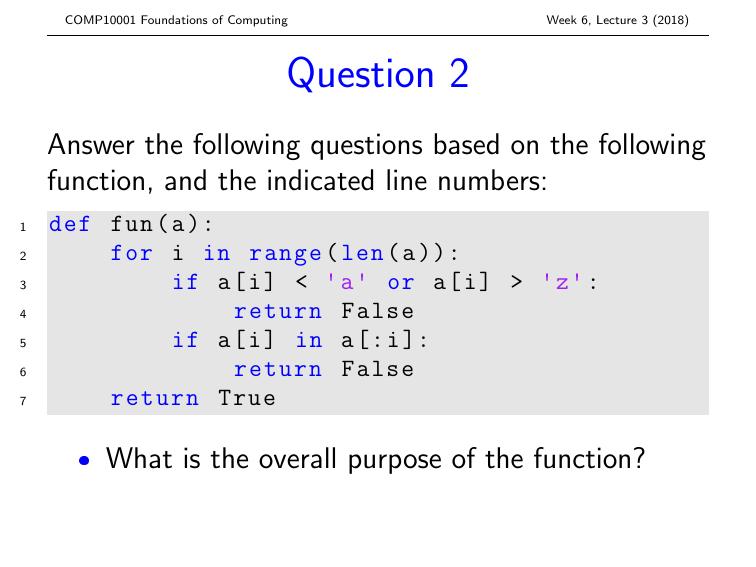 COMP10001 Foundations of Computing Week 6, Lecture 3 (2018)
Question 2
Answer the following questions based on the following
function, and the indicated line numbers:
1 def fun(a):
2     for i in range(len(a)):
3         if a[i] < 'a' or a[i] > 'z':
4             return False
5         if a[i] in a[:i]:
6             return False
7     return True
• What is the overall purpose of the function?